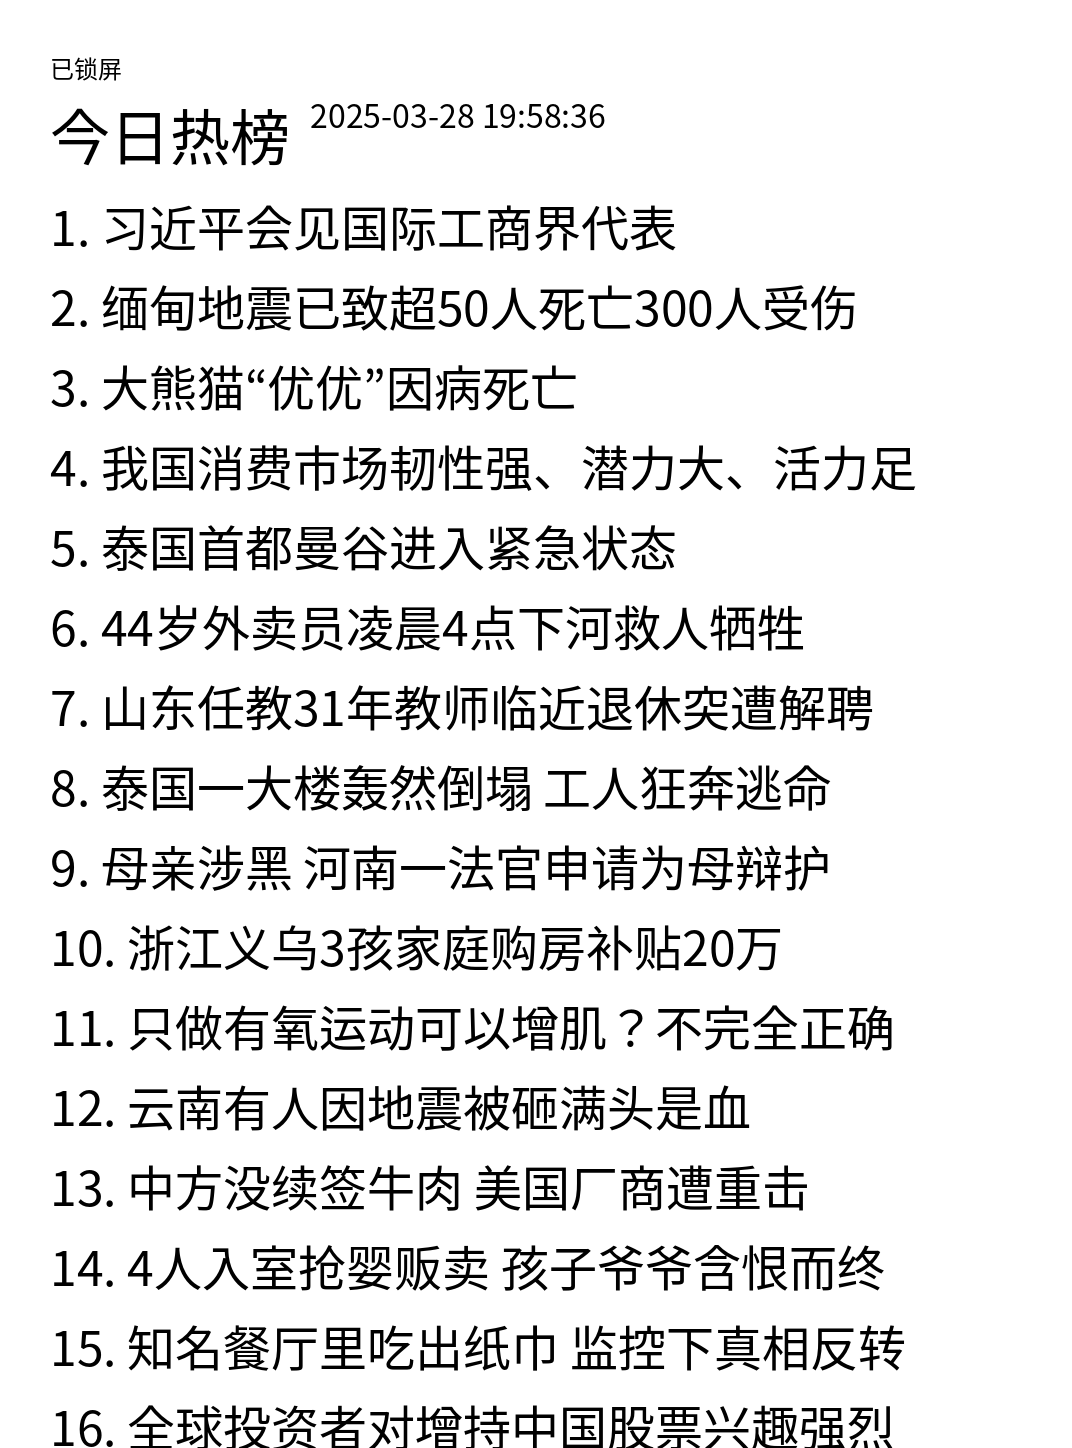 已锁屏
今日热榜 2025-03-28 19:58:36
1. 习近平会见国际工商界代表
2. 缅甸地震已致超50人死亡300人受伤
3. 大熊猫“优优”因病死亡
4. 我国消费市场韧性强、潜力大、活力足
5. 泰国首都曼谷进入紧急状态
6. 44岁外卖员凌晨4点下河救人牺牲
7. 山东任教31年教师临近退休突遭解聘
8. 泰国一大楼轰然倒塌 工人狂奔逃命
9. 母亲涉黑 河南一法官申请为母辩护
10. 浙江义乌3孩家庭购房补贴20万
11. 只做有氧运动可以增肌？不完全正确
12. 云南有人因地震被砸满头是血
13. 中方没续签牛肉 美国厂商遭重击
14. 4人入室抢婴贩卖 孩子爷爷含恨而终
15. 知名餐厅里吃出纸巾 监控下真相反转
16. 全球投资者对增持中国股票兴趣强烈